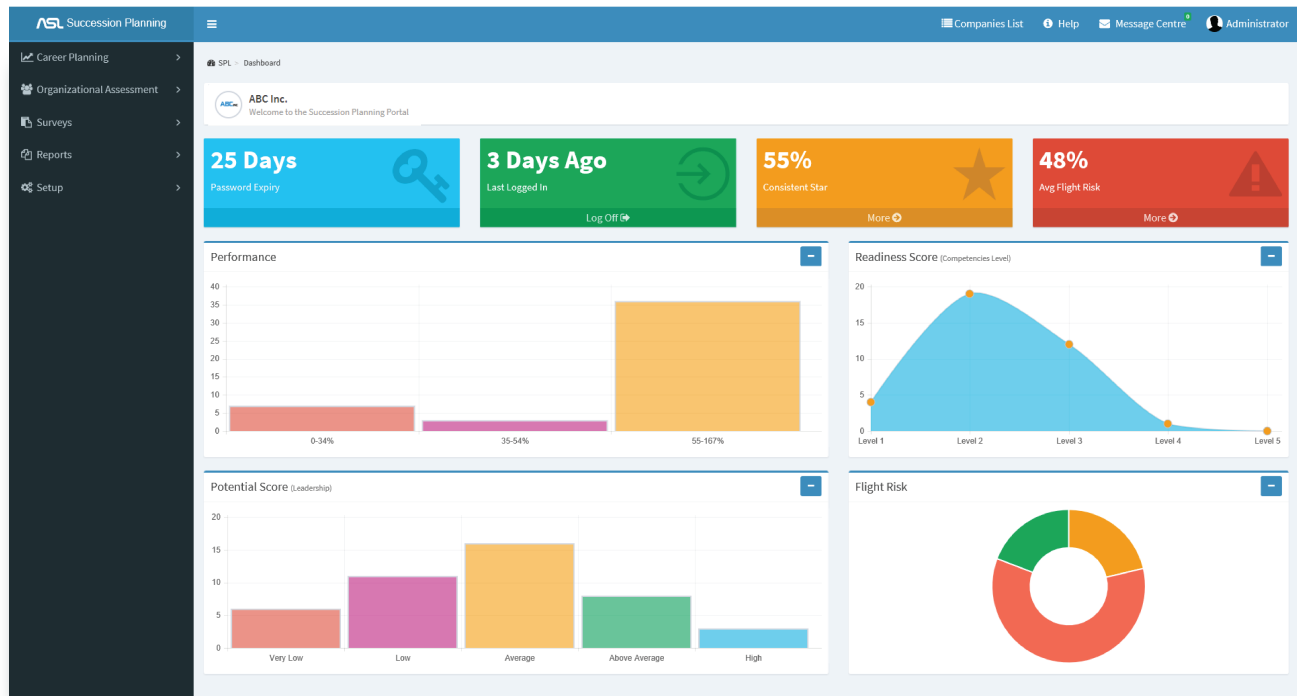 ASL Succession Planning
Companies List Help Message Centre 0 Administrator
Career Planning
Organizational Assessment
Surveys
Reports
Setup
SPL > Dashboard
ABC Inc.
ABC Inc.
Welcome to the Succession Planning Portal
25 Days
Password Expiry
3 Days Ago
Last Logged In
Log Off
55%
Consistent Star
More
48%
Avg Flight Risk
More
Performance
40
35
30
25
20
15
10
5
0
0-34% 35-54% 55-167%
Readiness Score (Competencies Level)
20
15
10
5
0
Level 1 Level 2 Level 3 Level 4 Level 5
Potential Score (Leadership)
20
15
10
5
0
Very Low Low Average Above Average High
Flight Risk